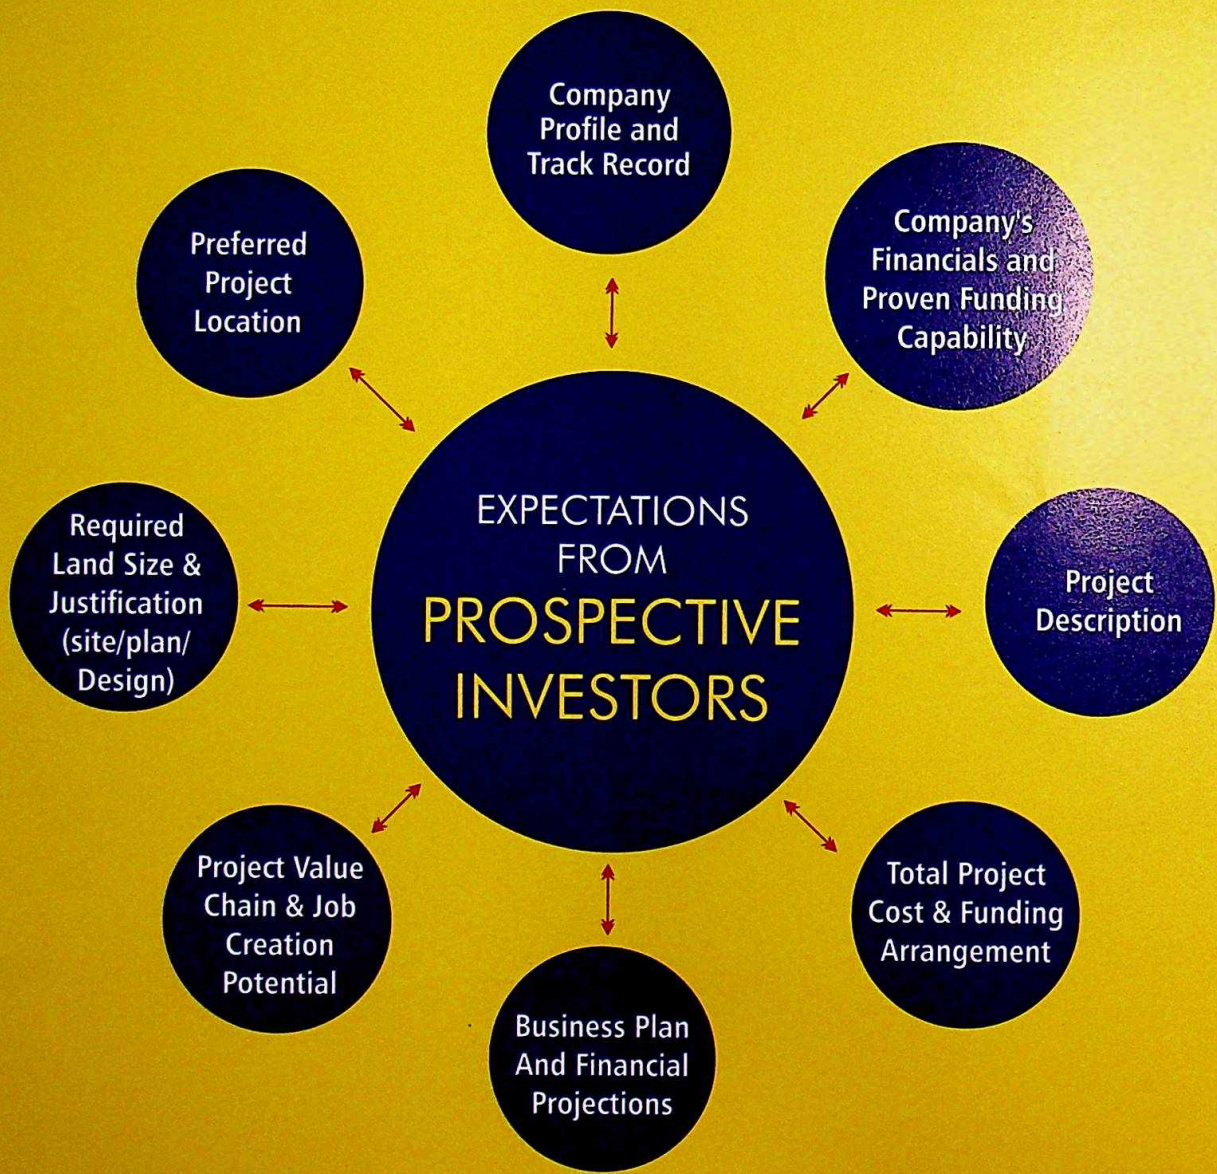 Company
Profile and
Track Record
Company's
Financials and
Proven Funding
Capability
Project
Description
Total Project
Cost & Funding
Arrangement
Business Plan
And Financial
Projections
Project Value
Chain & Job
Creation
Potential
Required
Land Size &
Justification
(site/plan/
Design)
Preferred
Project
Location
EXPECTATIONS
FROM
PROSPECTIVE
INVESTORS